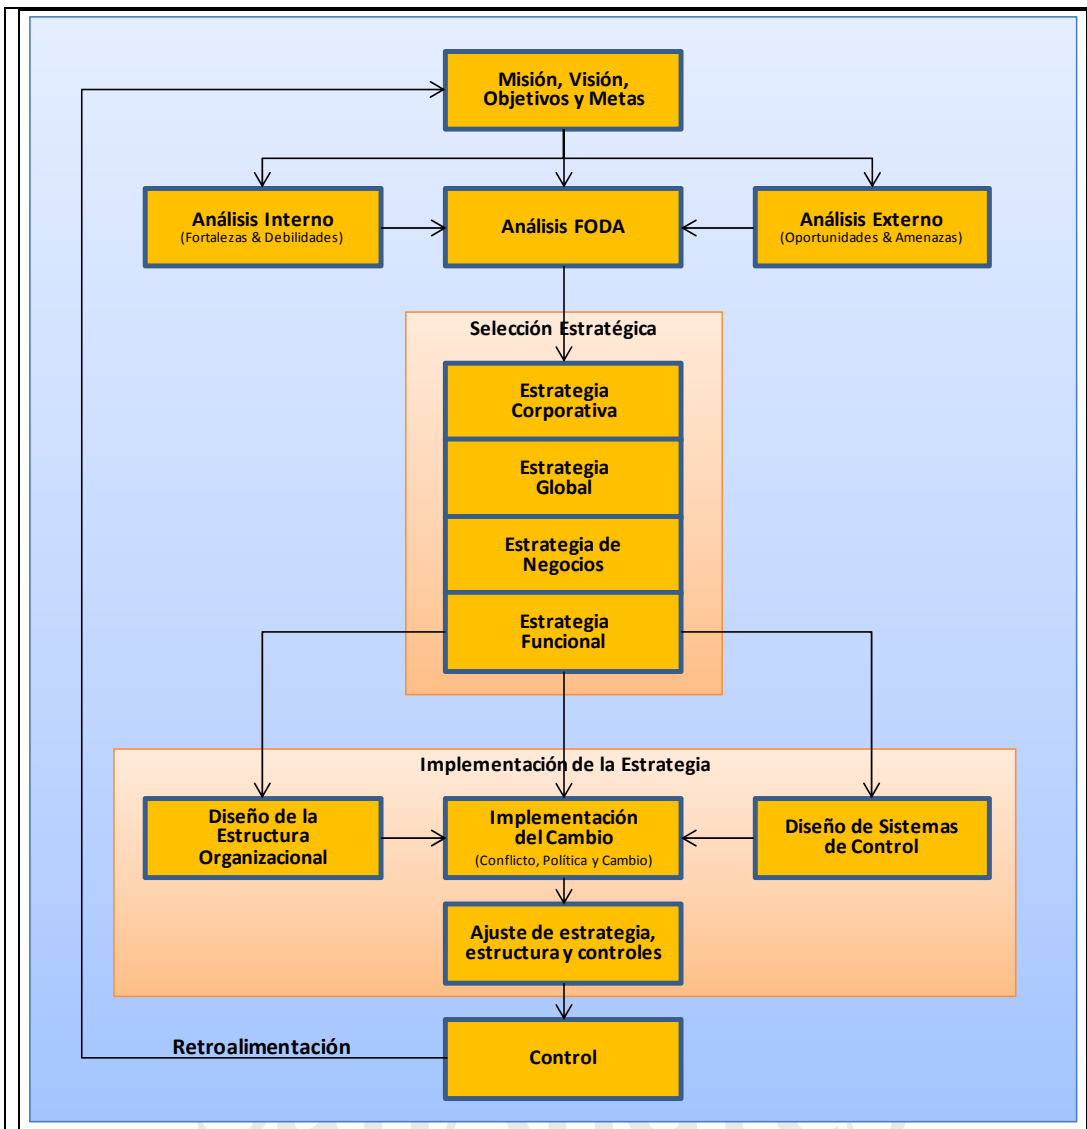 Misión, Visión,
Objetivos y Metas
Análisis Interno
(Fortalezas & Debilidades)
Análisis FODA
Análisis Externo
(Oportunidades & Amenazas)
Selección Estratégica
Estrategia
Corporativa
Estrategia
Global
Estrategia de
Negocios
Estrategia
Funcional
Implementación de la Estrategia
Diseño de la
Estructura
Organizacional
Implementación
del Cambio
(Conflicto, Política y Cambio)
Diseño de Sistemas
de Control
Ajuste de estrategia,
estructura y controles
Retroalimentación
Control